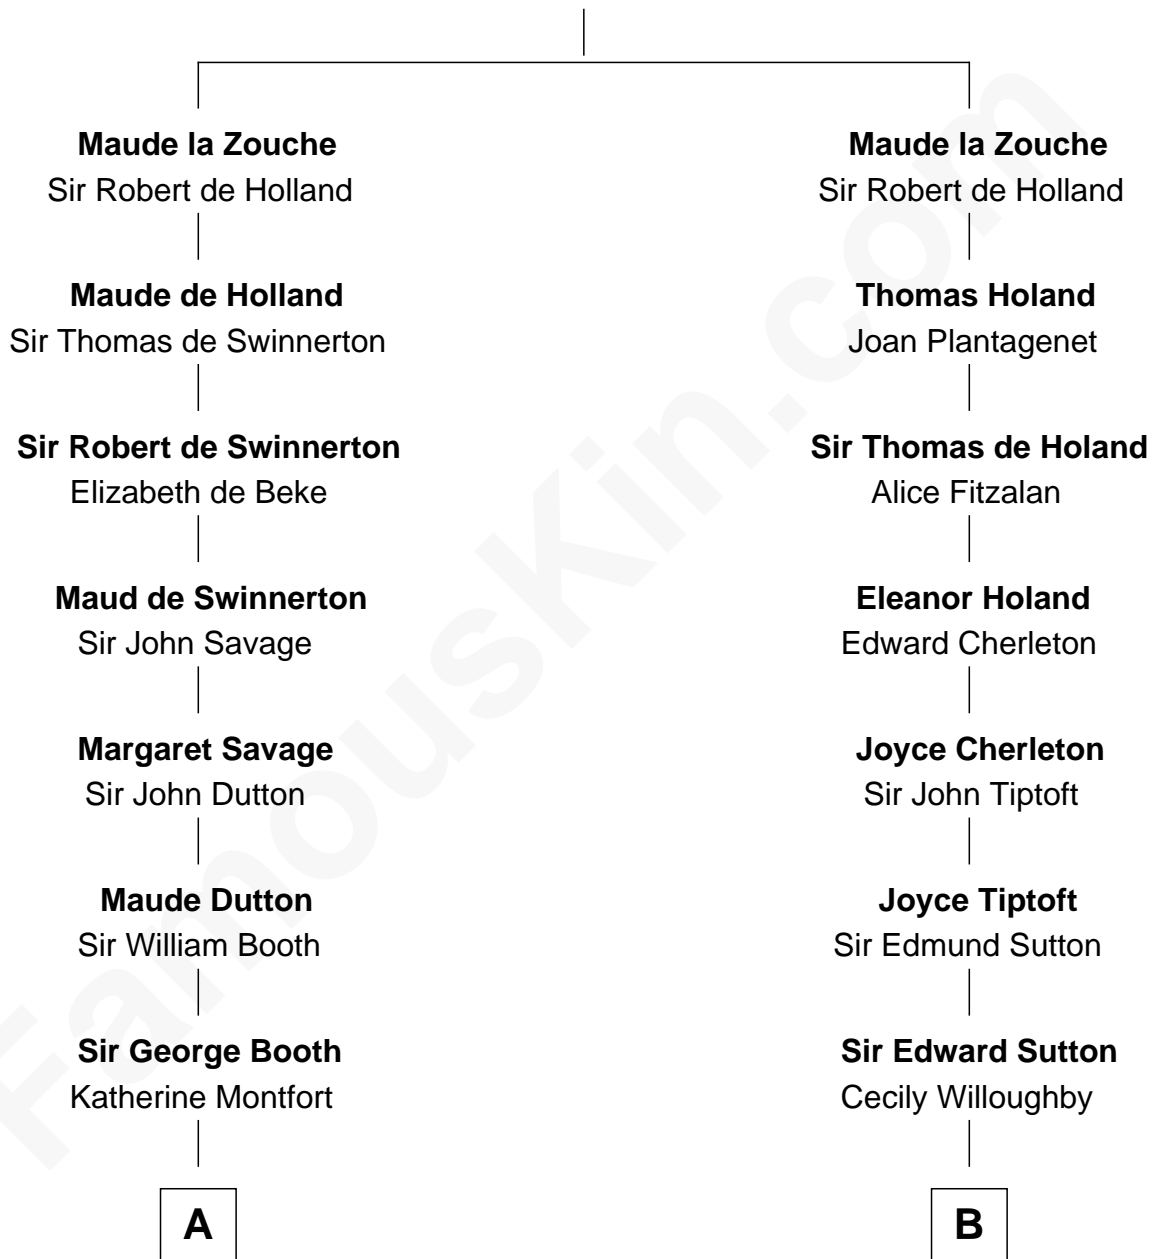 Maude la Zouche
Sir Robert de Holland
Maude de Holland
Sir Thomas de Swinnerton
Sir Robert de Swinnerton
Elizabeth de Beke
Maud de Swinnerton
Sir John Savage
Margaret Savage
Sir John Dutton
Maude Dutton
Sir William Booth
Sir George Booth
Katherine Montfort
A
Maude la Zouche
Sir Robert de Holland
Thomas Holand
Joan Plantagenet
Sir Thomas de Holand
Alice Fitzalan
Eleanor Holand
Edward Cherleton
Joyce Cherleton
Sir John Tiptoft
Joyce Tiptoft
Sir Edmund Sutton
Sir Edward Sutton
Cecily Willoughby
B
FamousKin.com